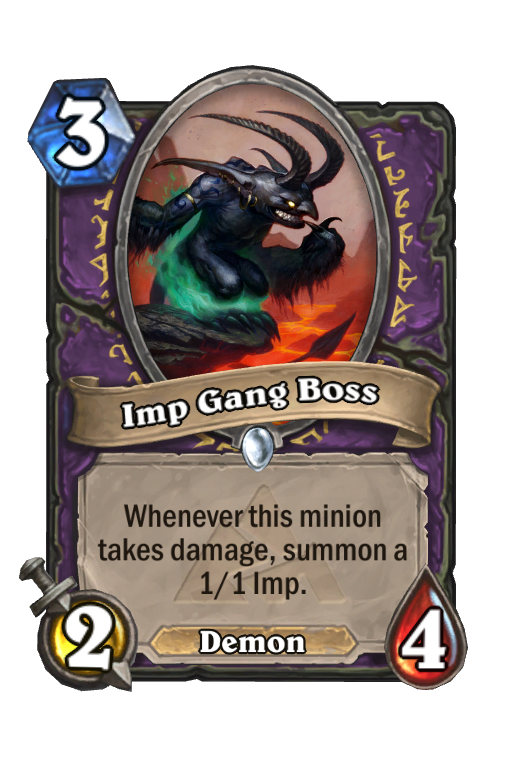 3
Imp Gang Boss
Whenever this minion
takes damage, summon a
1/1 Imp.
2
Demon
4